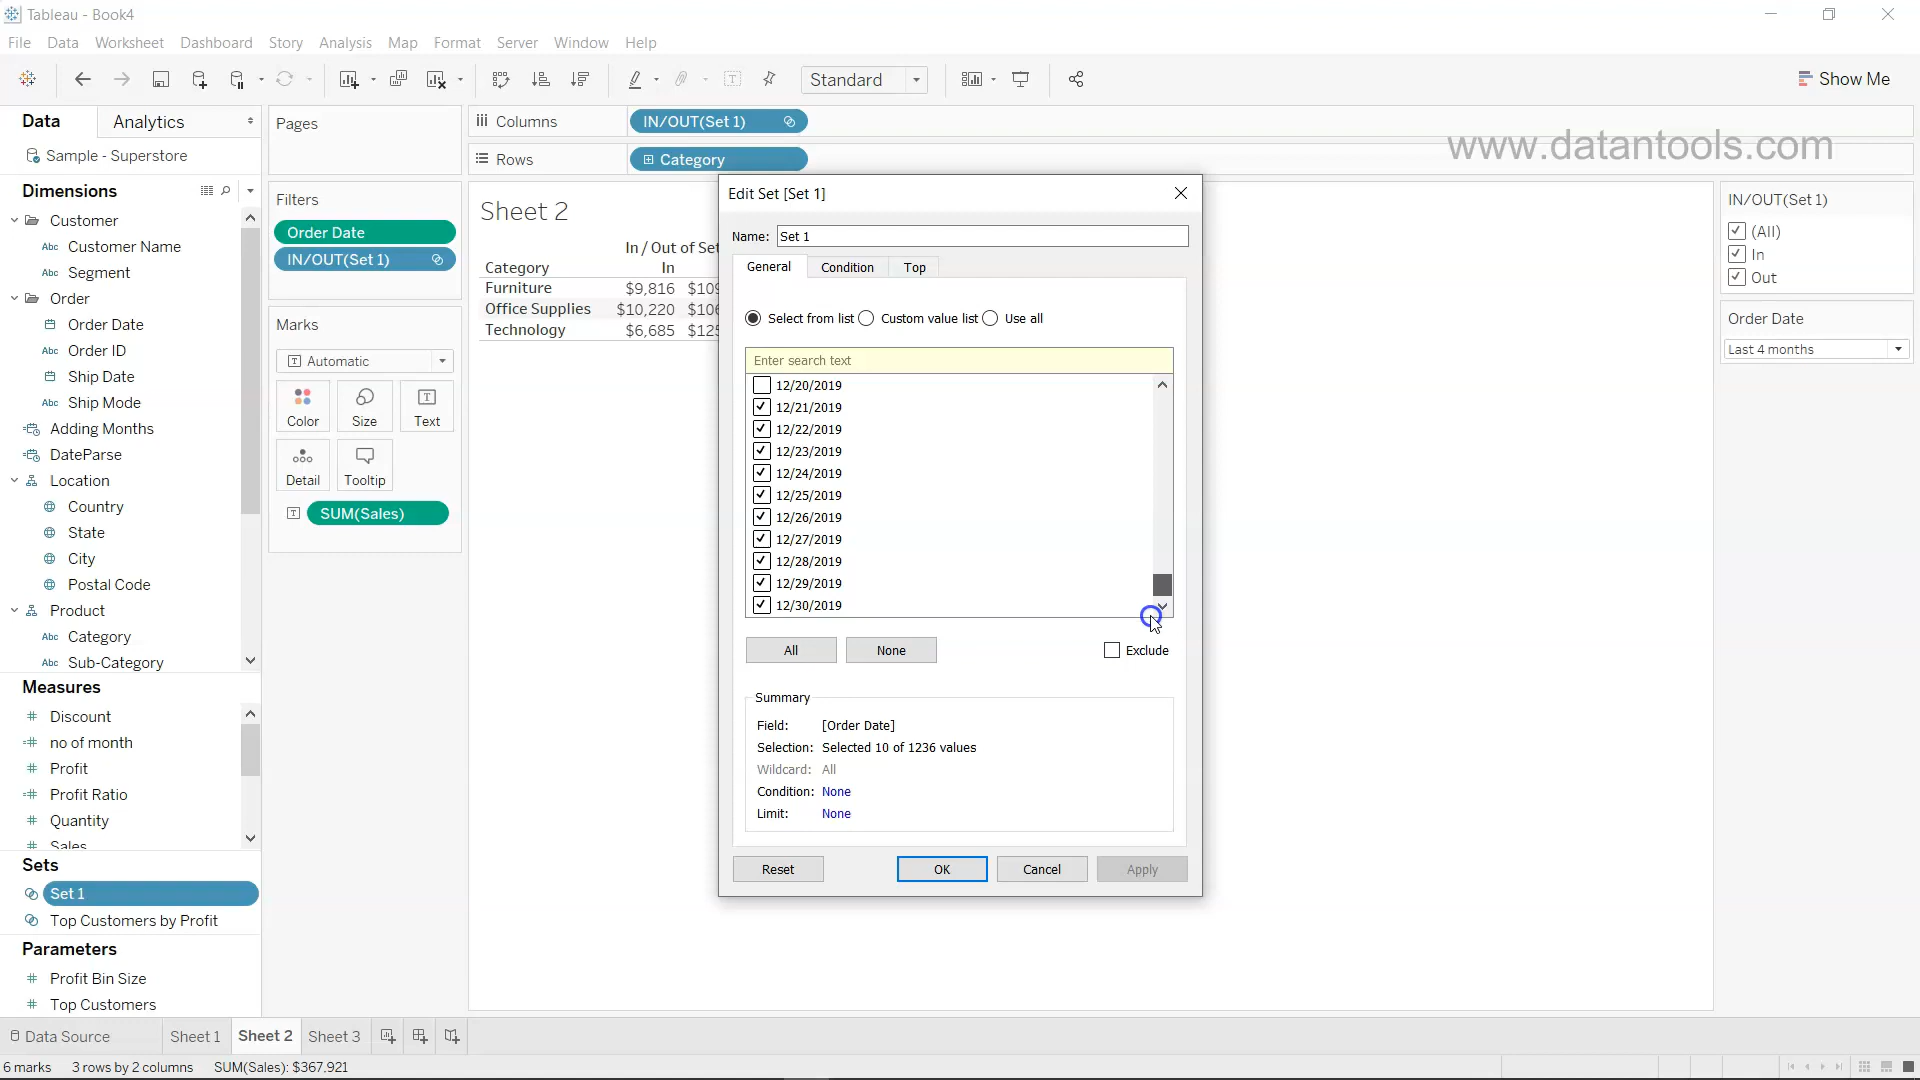 Tableau - Book4
File Data Worksheet Dashboard Story Analysis Map Format Server Window Help
Standard
Show Me
Data Analytics
Sample - Superstore
Dimensions
Customer
Abc Customer Name
Abc Segment
Order
Order Date
Abc Order ID
Ship Date
Abc Ship Mode
Adding Months
DateParse
Location
Country
State
City
Postal Code
Product
Abc Category
Abc Sub-Category
Measures
Discount
no of month
Profit
Profit Ratio
Quantity
Sales
Sets
Set 1
Top Customers by Profit
Parameters
Profit Bin Size
Top Customers
Pages
Filters
Order Date
IN/OUT(Set 1)
Marks
Automatic
Color Size Text
Detail Tooltip
SUM(Sales)
Columns IN/OUT(Set 1)
Rows Category
www.datantools.com
Sheet 2
In / Out of Set
Category In
Furniture $9,816 $109
Office Supplies $10,220 $106
Technology $6,685 $125
Edit Set [Set 1]
Name: Set 1
General Condition Top
Select from list Custom value list Use all
Enter search text
12/20/2019
12/21/2019
12/22/2019
12/23/2019
12/24/2019
12/25/2019
12/26/2019
12/27/2019
12/28/2019
12/29/2019
12/30/2019
All None Exclude
Summary
Field: [Order Date]
Selection: Selected 10 of 1236 values
Wildcard: All
Condition: None
Limit: None
Reset OK Cancel Apply
IN/OUT(Set 1)
(All)
In
Out
Order Date
Last 4 months
Data Source Sheet 1 Sheet 2 Sheet 3
6 marks 3 rows by 2 columns SUM(Sales): $367,921